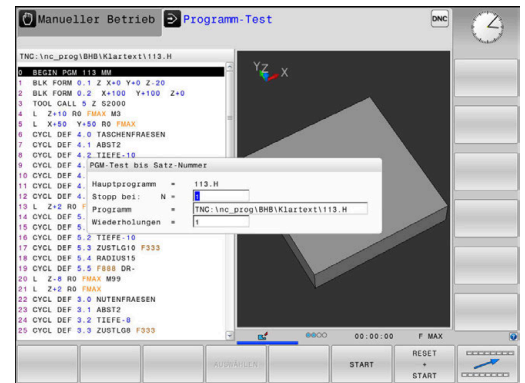 Manueller Betrieb
Programm-Test
DNC
TNC:\nc_prog\BHB\Klartext\113.H
0 BEGIN PGM 113 MM
1 BLK FORM 0.1 Z X+0 Y+0 Z-20
2 BLK FORM 0.2 X+100 Y+100 Z+0
3 TOOL CALL 5 Z S2000
4 L Z+10 R0 FMAX M3
5 L X+50 Y+50 R0 FMAX
6 CYCL DEF 4.0 TASCHENFRAESEN
7 CYCL DEF 4.1 ABST2
8 CYCL DEF 4.2 TIEFE-10
9 CYCL DEF 4.
10 CYCL DEF 4.
11 CYCL DEF 4.
12 CYCL DEF 4.
13 L Z+2 R0
14 CYCL DEF 5.
15 CYCL DEF 5.
16 CYCL DEF 5.2 TIEFE-10
17 CYCL DEF 5.3 ZUSTLG10 F333
18 CYCL DEF 5.4 RADIUS15
19 CYCL DEF 5.5 F888 DR-
20 L Z-8 R0 FMAX M99
21 L Z+2 R0 FMAX
22 CYCL DEF 3.0 NUTENFRAESEN
23 CYCL DEF 3.1 ABST2
24 CYCL DEF 3.2 TIEFE-8
25 CYCL DEF 3.3 ZUSTLG8 F333
PGM-Test bis Satz-Nummer
Hauptprogramm = 113.H
Stopp bei: N = 1
Programm = TNC:\nc_prog\BHB\Klartext\113.H
Wiederholungen = 1
Y Z X
00:00:00 F MAX
AUSWÄHLEN
START
RESET
+
START